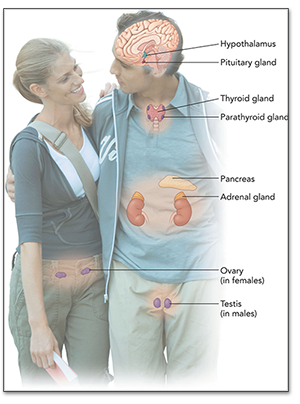 Hypothalamus
Pituitary gland
Thyroid gland
Parathyroid gland
Pancreas
Adrenal gland
Ovary
(in females)
Testis
(in males)